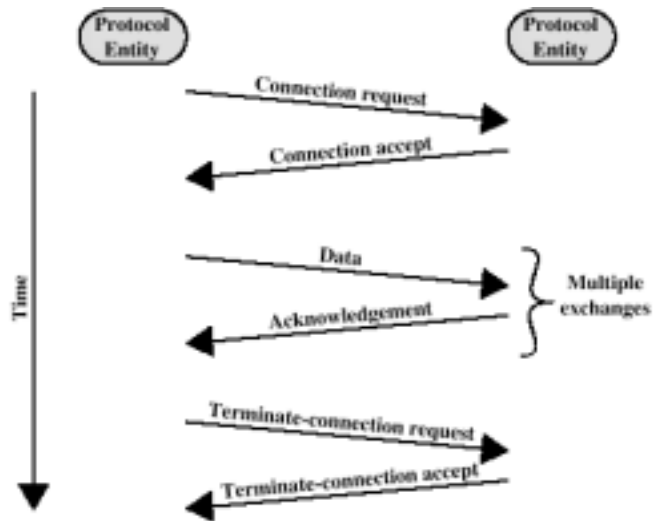 Protocol
Entity
Protocol
Entity
Connection request
Connection accept
Data
Acknowledgement
Multiple
exchanges
Time
Terminate-connection request
Terminate-connection accept